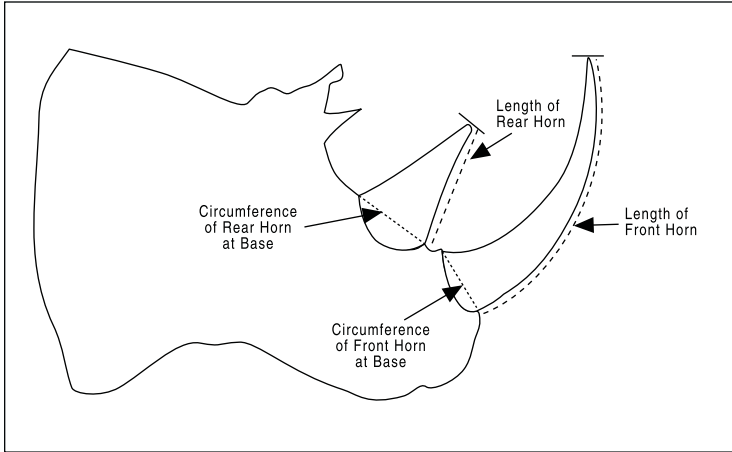 Length of
Rear Horn
Circumference
of Rear Horn
at Base
Length of
Front Horn
Circumference
of Front Horn
at Base